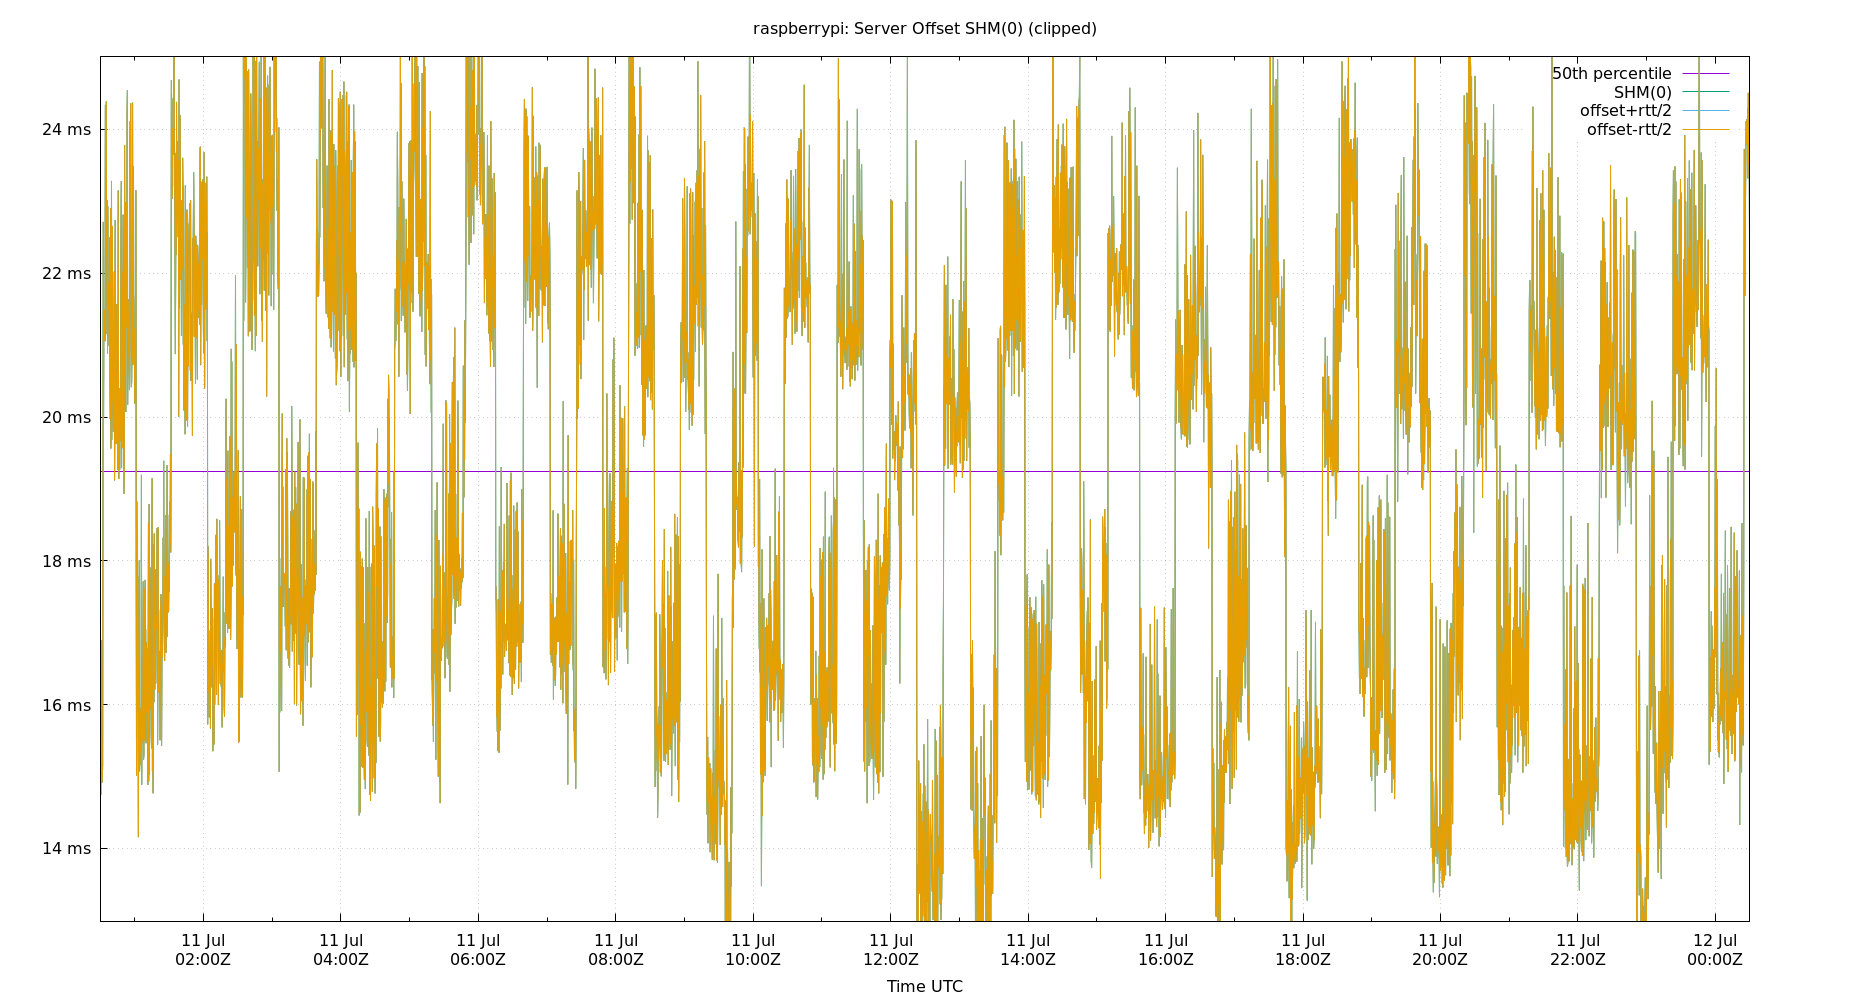 raspberrypi: Server Offset SHM(0) (clipped)
50th percentile
SHM(0)
offset+rtt/2
offset-rtt/2
24 ms
22 ms
20 ms
18 ms
16 ms
14 ms
11 Jul 11 Jul 11 Jul 11 Jul 11 Jul 11 Jul 11 Jul 11 Jul 11 Jul 11 Jul 11 Jul 12 Jul
02:00Z 04:00Z 06:00Z 08:00Z 10:00Z 12:00Z 14:00Z 16:00Z 18:00Z 20:00Z 22:00Z 00:00Z
Time UTC